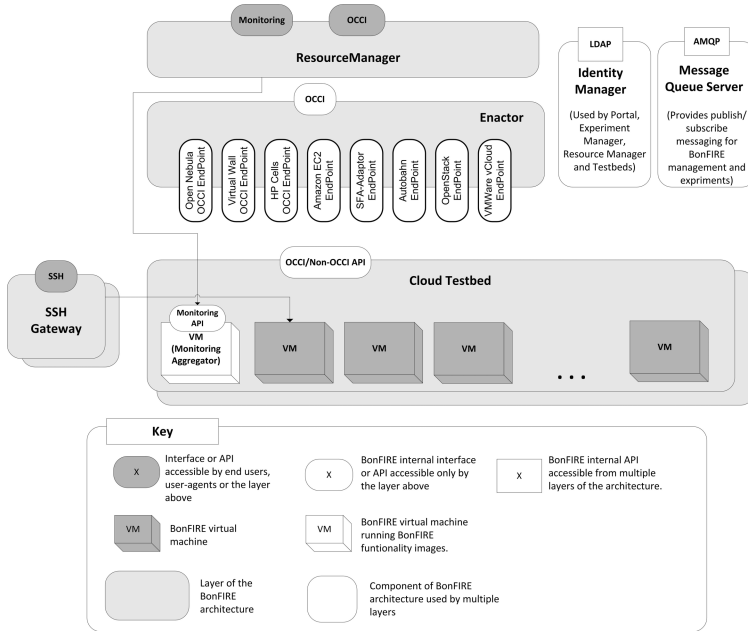 Monitoring
OCCI
ResourceManager
LDAP
Identity
Manager
(Used by Portal,
Experiment
Manager,
Resource Manager
and Testbeds)
AMQP
Message
Queue Server
(Provides publish/
subscribe
messaging for
BonFIRE
management and
expriments)
OCCI
Enactor
Open Nebula
OCCI EndPoint
Virtual Wall
OCCI EndPoint
HP Cells
OCCI EndPoint
Amazon EC2
EndPoint
SFA-Adaptor
EndPoint
Autobahn
EndPoint
OpenStack
EndPoint
VMWare vCloud
EndPoint
OCCI/Non-OCCI API
Cloud Testbed
SSH
SSH
Gateway
Monitoring
API
VM
(Monitoring
Aggregator)
VM
VM
VM
. . .
VM
Key
X
Interface or API
accessible by end users,
user-agents or the layer
above
X
BonFIRE internal interface
or API accessible only by
the layer above
X
BonFIRE internal API
accessible from multiple
layers of the architecture.
VM
BonFIRE virtual
machine
VM
BonFIRE virtual machine
running BonFIRE
funtionality images.
Layer of the
BonFIRE
architecture
Component of BonFIRE
architecture used by multiple
layers